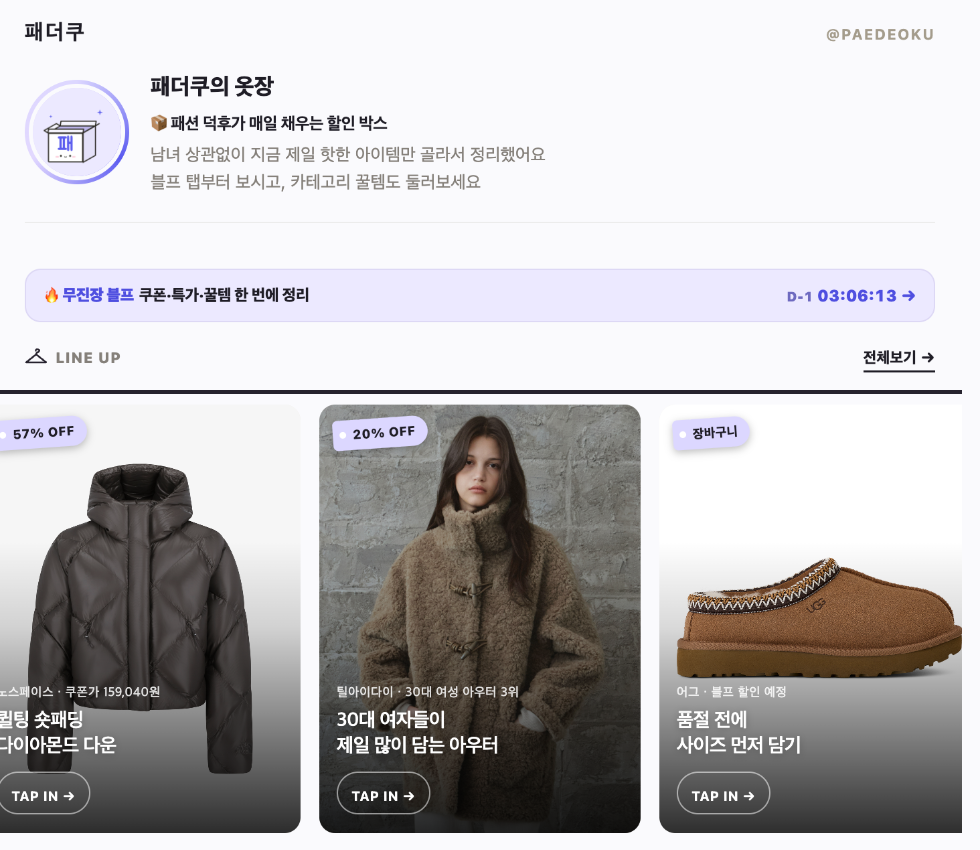 패더쿠
@PAEDEOKU
패더쿠의 옷장
📦 패션 덕후가 매일 채우는 할인 박스
남녀 상관없이 지금 제일 핫한 아이템만 골라서 정리했어요
블프 탭부터 보시고, 카테고리 꿀템도 둘러보세요
패
🔥 무진장 블프 쿠폰·특가·꿀템 한 번에 정리
D-1 03:06:13 →
LINE UP
전체보기 →
57% OFF
노스페이스 · 쿠폰가 159,040원
퀼팅 숏패딩
다이아몬드 다운
TAP IN →
20% OFF
틸아이다이 · 30대 여성 아우터 3위
30대 여자들이
제일 많이 담는 아우터
TAP IN →
장바구니
UGG
어그 · 블프 할인 예정
품절 전에
사이즈 먼저 담기
TAP IN →